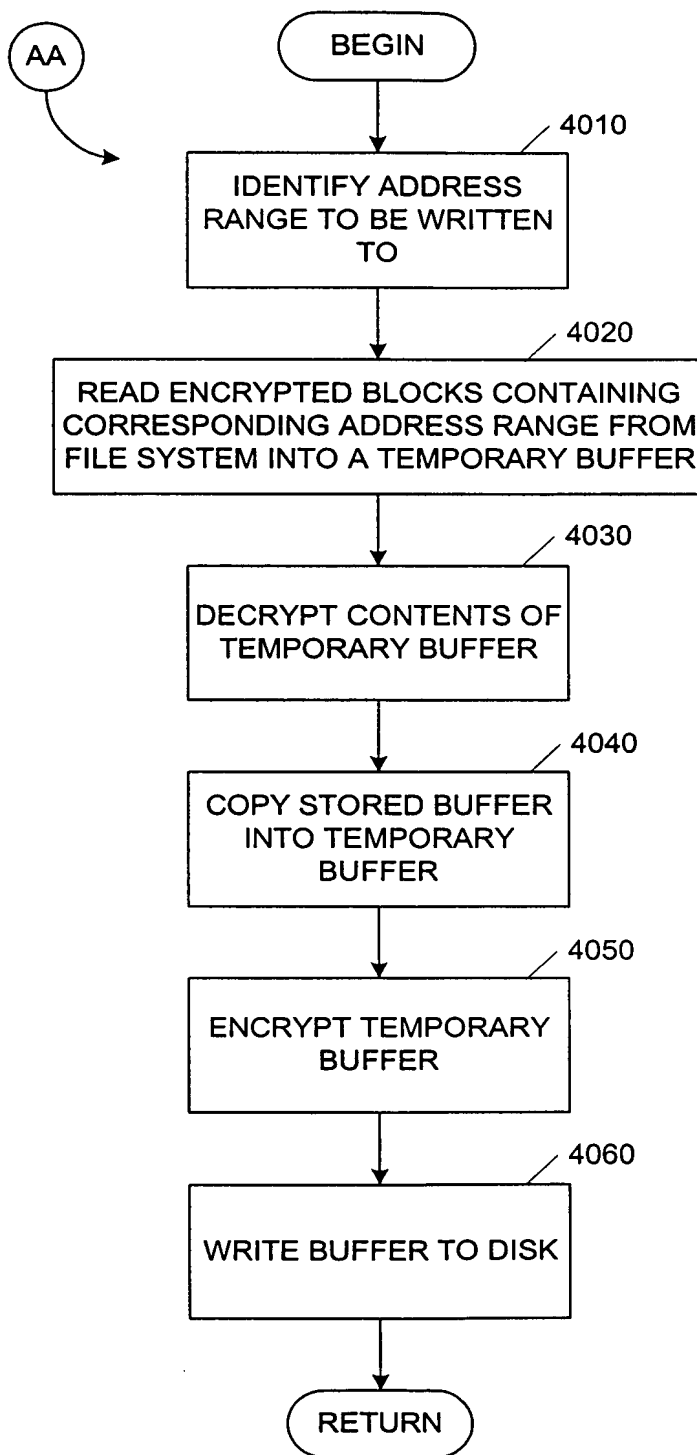 AA
BEGIN
4010
IDENTIFY ADDRESS
RANGE TO BE WRITTEN
TO
4020
READ ENCRYPTED BLOCKS CONTAINING
CORRESPONDING ADDRESS RANGE FROM
FILE SYSTEM INTO A TEMPORARY BUFFER
4030
DECRYPT CONTENTS OF
TEMPORARY BUFFER
4040
COPY STORED BUFFER
INTO TEMPORARY
BUFFER
4050
ENCRYPT TEMPORARY
BUFFER
4060
WRITE BUFFER TO DISK
RETURN